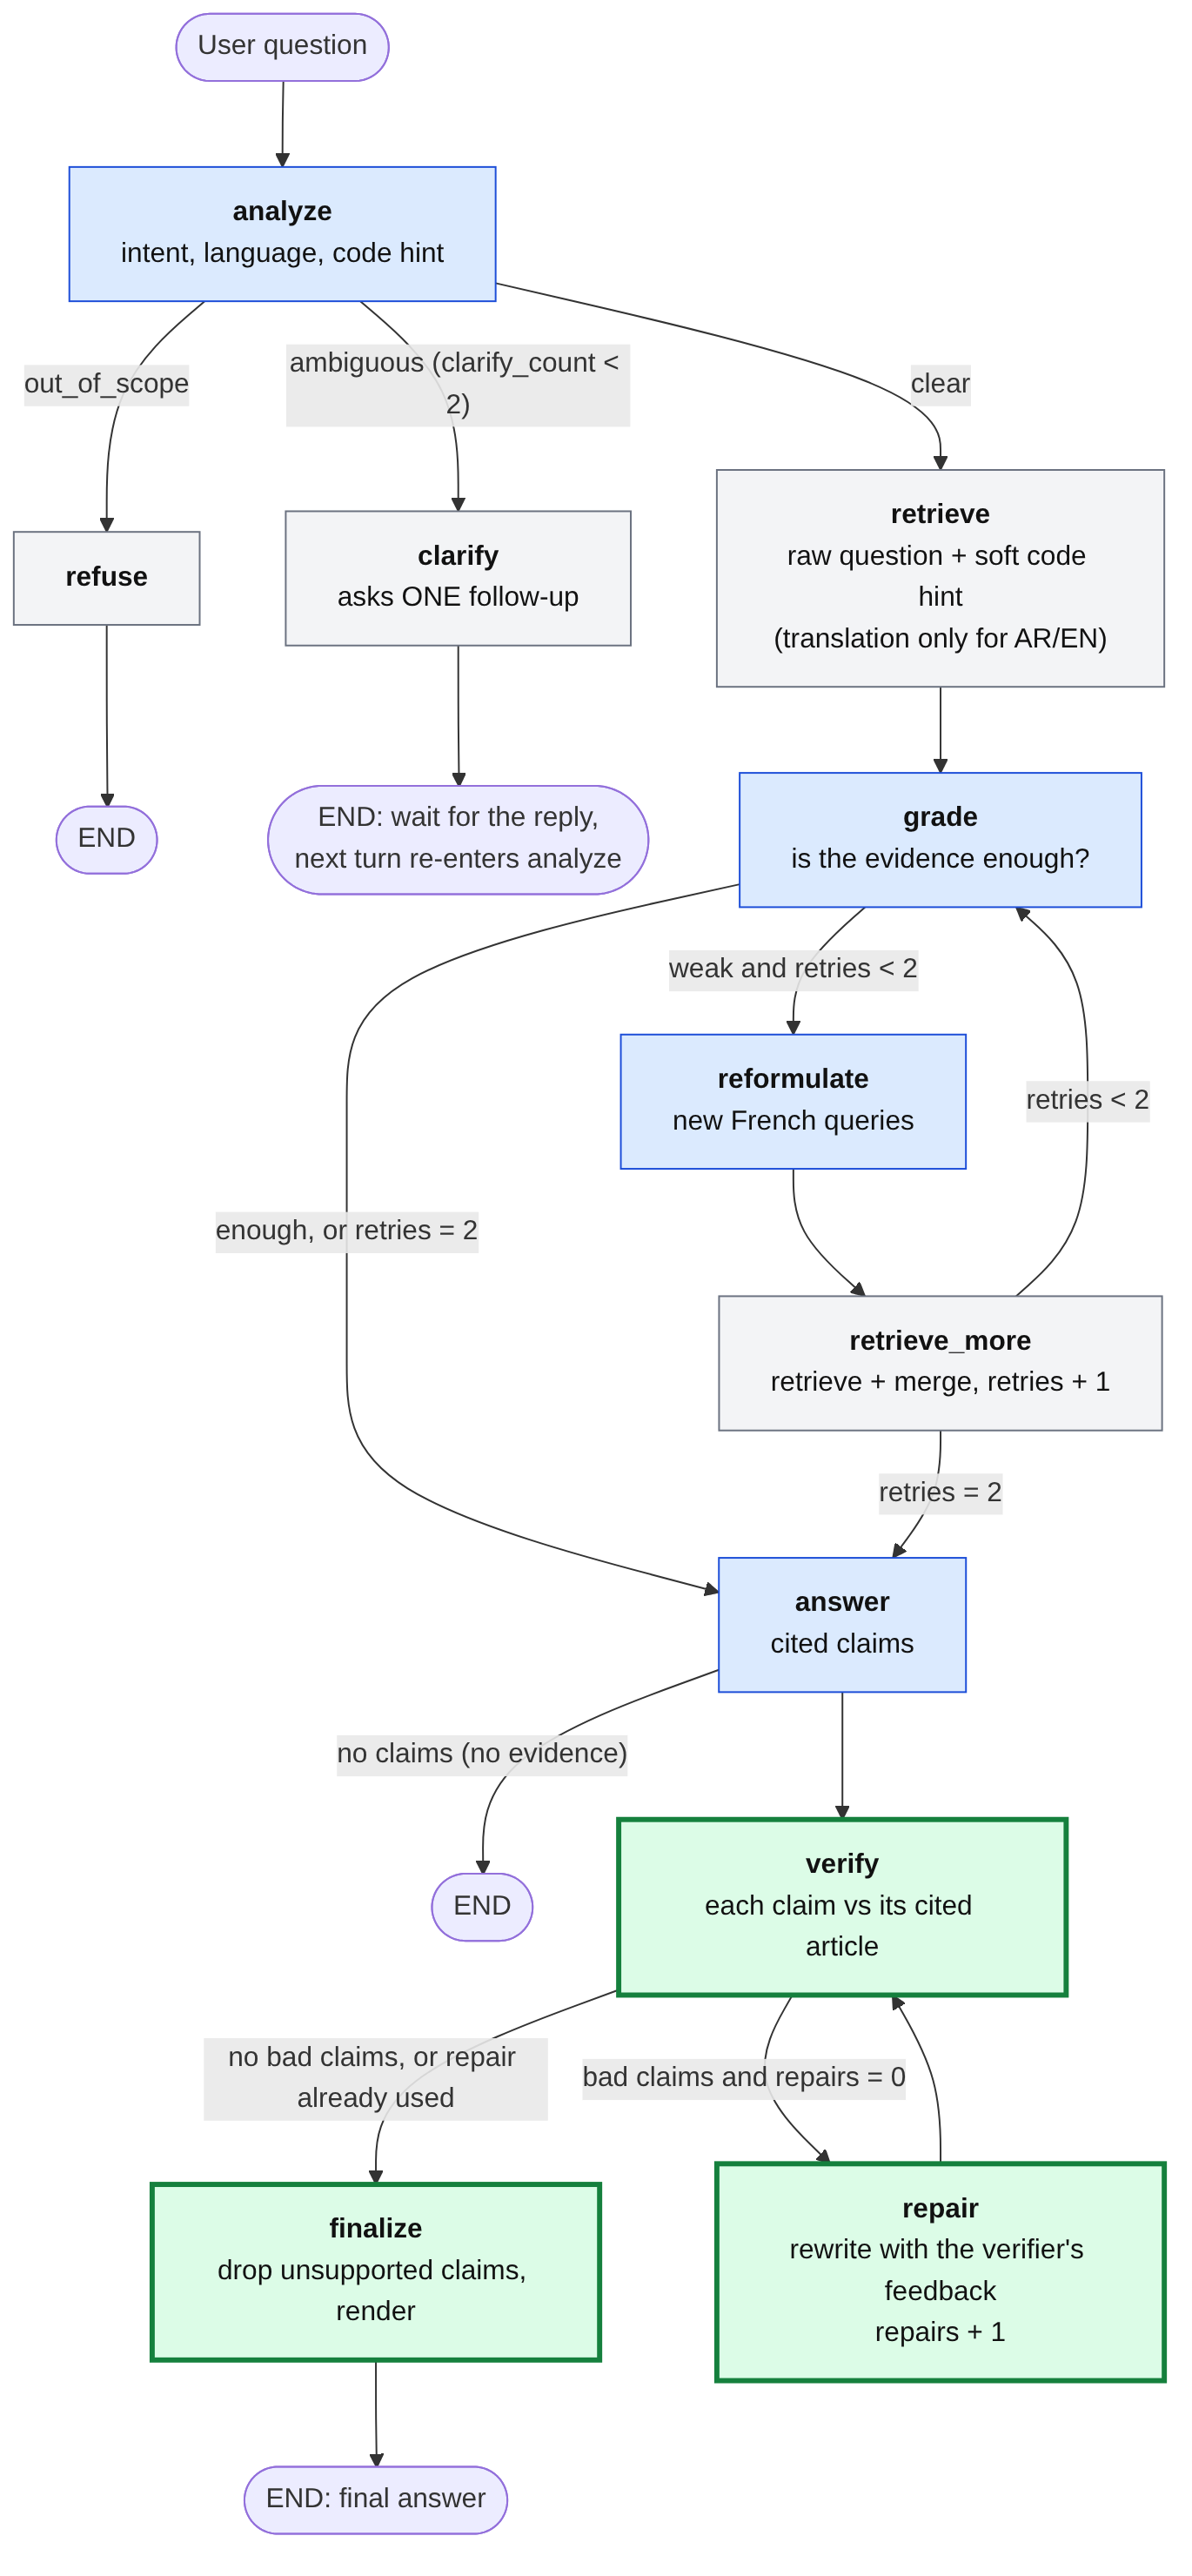 User question
analyze
intent, language, code hint
out_of_scope
ambiguous (clarify_count <
2)
clear
refuse
clarify
asks ONE follow-up
retrieve
raw question + soft code
hint
(translation only for AR/EN)
END
END: wait for the reply,
next turn re-enters analyze
grade
is the evidence enough?
weak and retries < 2
reformulate
new French queries
retries < 2
enough, or retries = 2
retrieve_more
retrieve + merge, retries + 1
retries = 2
answer
cited claims
no claims (no evidence)
END
verify
each claim vs its cited
article
no bad claims, or repair
already used
bad claims and repairs = 0
finalize
drop unsupported claims,
render
repair
rewrite with the verifier's
feedback
repairs + 1
END: final answer